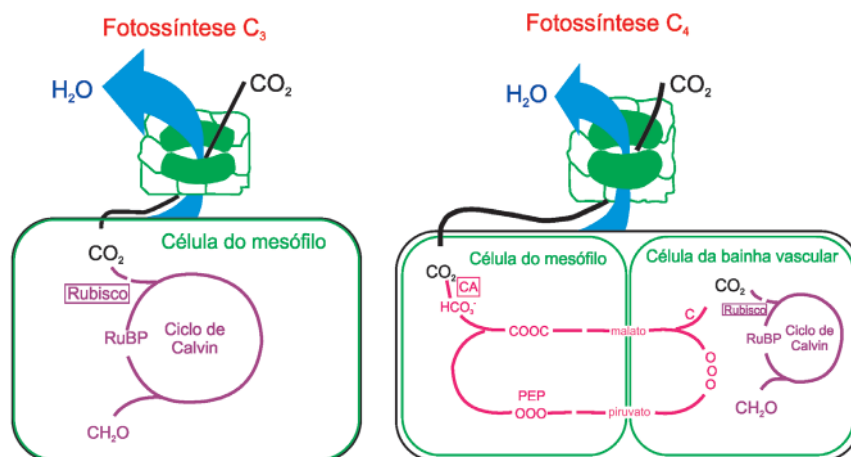 Fotossíntese C3
H2O
CO2
Célula do mesófilo
CO2
Rubisco
RuBP
Ciclo de
Calvin
CH2O
Fotossíntese C4
H2O
CO2
Célula do mesófilo
Célula da bainha vascular
CO2
CA
HCO3-
COOC
malato
C
PEP
OOO
piruvato
OOO
CO2
Rubisco
RuBP
Ciclo de
Calvin
CH2O